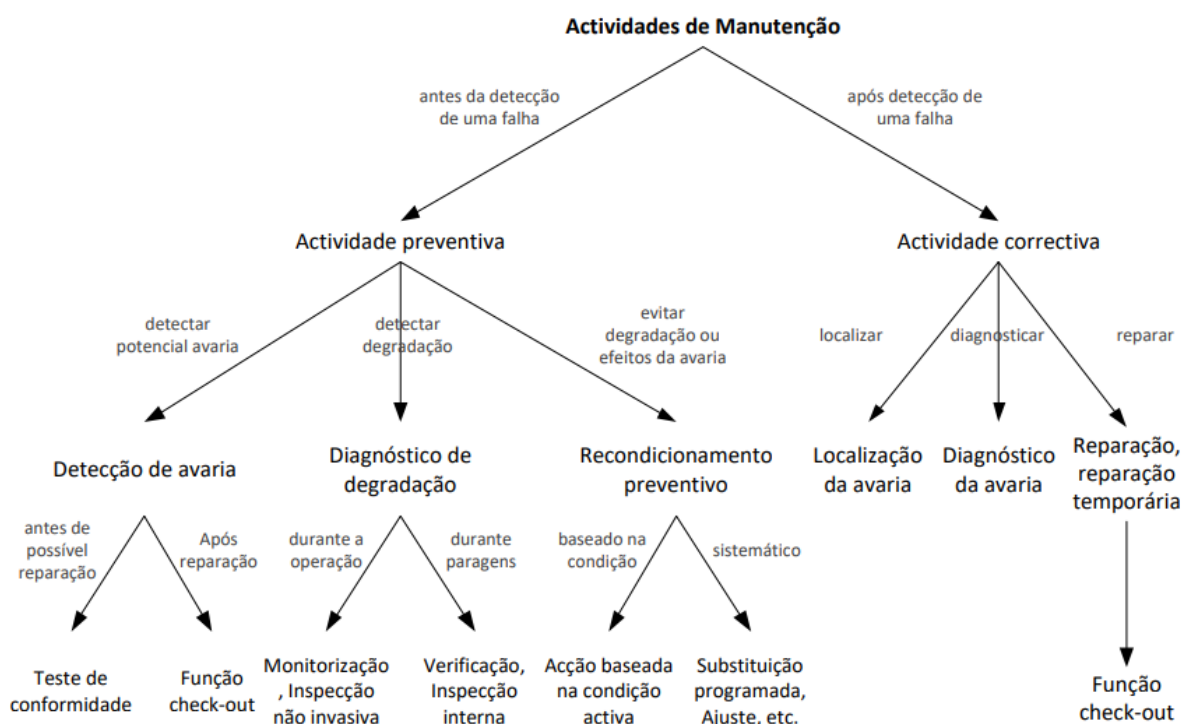 Actividades de Manutenção
antes da detecção
de uma falha
após detecção de
uma falha
Actividade preventiva
Actividade correctiva
detectar
potencial avaria
detectar
degradação
evitar
degradação ou
efeitos da avaria
localizar
diagnosticar
reparar
Detecção de avaria
Diagnóstico de
degradação
Recondicionamento
preventivo
Localização
da avaria
Diagnóstico
da avaria
Reparação,
reparação
temporária
antes de
possível
reparação
Após
reparação
durante a
operação
durante
paragens
baseado na
condição
sistemático
Teste de
conformidade
Função
check-out
Monitorização
, Inspecção
não invasiva
Verificação,
Inspecção
interna
Acção baseada
na condição
activa
Substituição
programada,
Ajuste, etc.
Função
check-out